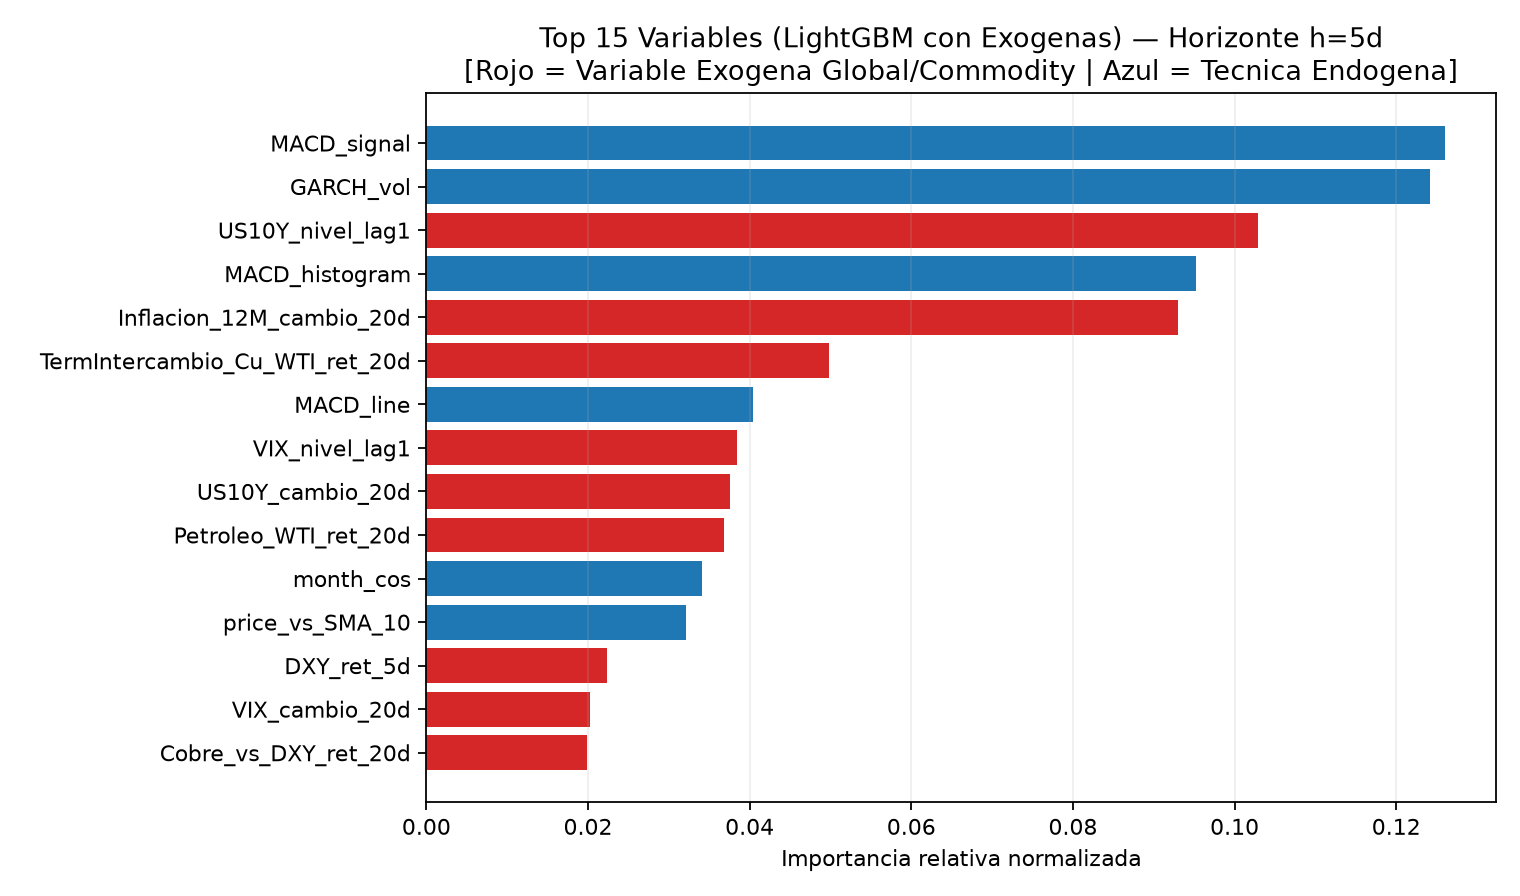 Top 15 Variables (LightGBM con Exogenas) — Horizonte h=5d
[Rojo = Variable Exogena Global/Commodity | Azul = Tecnica Endogena]
MACD_signal
GARCH_vol
US10Y_nivel_lag1
MACD_histogram
Inflacion_12M_cambio_20d
TermIntercambio_Cu_WTI_ret_20d
MACD_line
VIX_nivel_lag1
US10Y_cambio_20d
Petroleo_WTI_ret_20d
month_cos
price_vs_SMA_10
DXY_ret_5d
VIX_cambio_20d
Cobre_vs_DXY_ret_20d
0.00 0.02 0.04 0.06 0.08 0.10 0.12
Importancia relativa normalizada